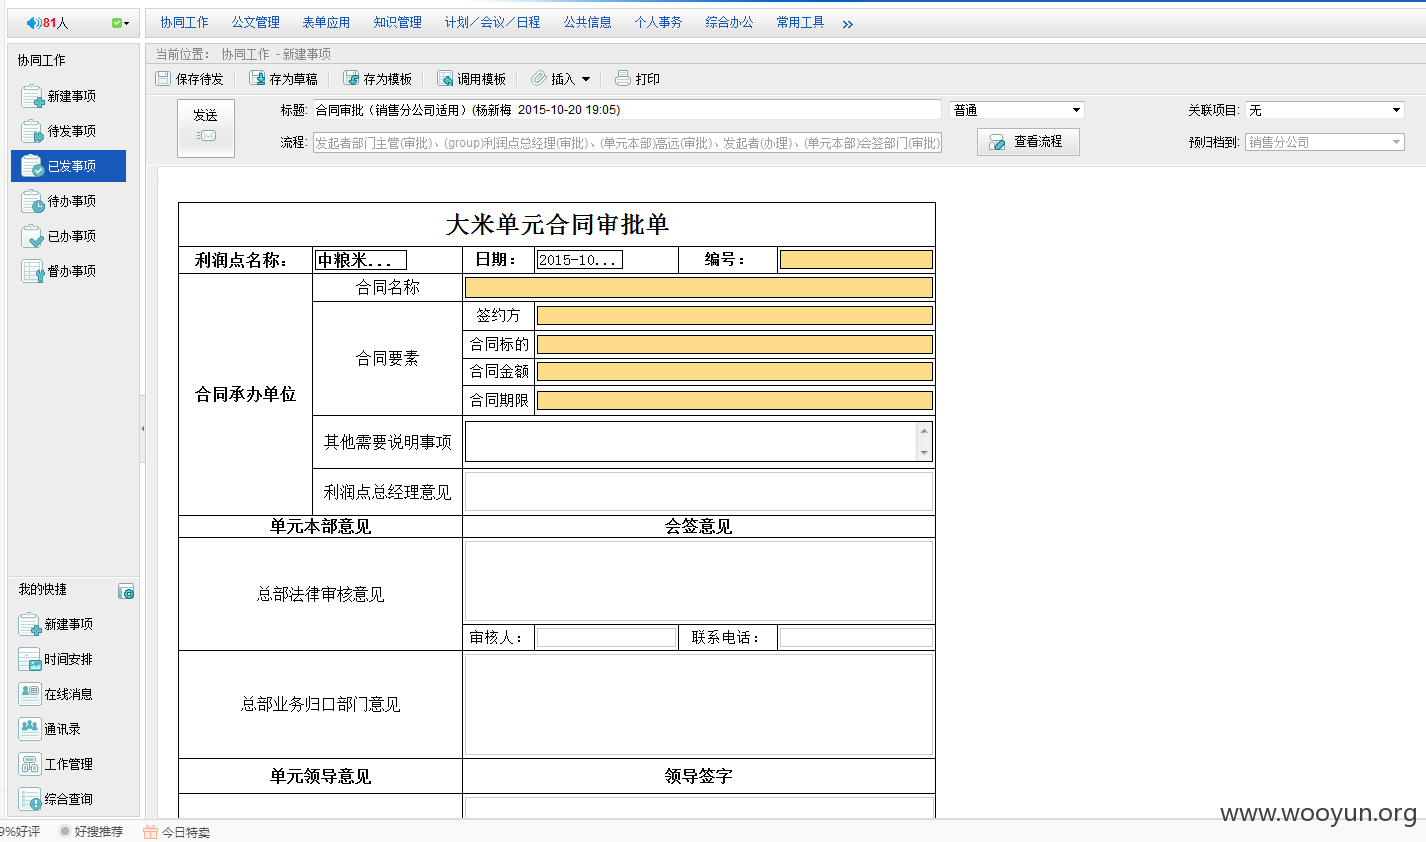 81人
协同工作 公文管理 表单应用 知识管理 计划／会议／日程 公共信息 个人事务 综合办公 常用工具 »
当前位置： 协同工作 - 新建事项
保存待发 存为草稿 存为模板 调用模板 插入 打印
发送
标题: 合同审批（销售分公司适用）(杨新梅 2015-10-20 19:05)
普通
关联项目: 无
流程: 发起者部门主管(审批)、(group)利润点总经理(审批)、(单元本部)高远(审批)、发起者(办理)、(单元本部)会签部门(审批)
查看流程
预归档到: 销售分公司
协同工作
新建事项
待发事项
已发事项
待办事项
已办事项
督办事项
我的快捷
新建事项
时间安排
在线消息
通讯录
工作管理
综合查询
大米单元合同审批单
利润点名称： 中粮米... 日期： 2015-10... 编号：
合同承办单位
合同名称
合同要素
签约方
合同标的
合同金额
合同期限
其他需要说明事项
利润点总经理意见
单元本部意见 会签意见
总部法律审核意见
审核人： 联系电话：
总部业务归口部门意见
单元领导意见 领导签字
9%好评 好搜推荐 今日特卖
www.wooyun.org